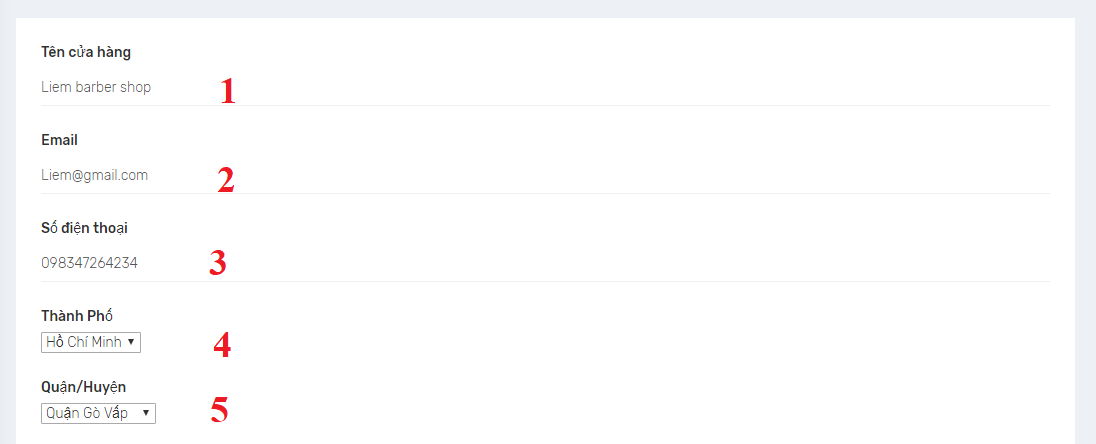 Tên cửa hàng
Liem barber shop 1
Email
Liem@gmail.com 2
Số điện thoại
098347264234 3
Thành Phố
Hồ Chí Minh 4
Quận/Huyện
Quận Gò Vấp 5